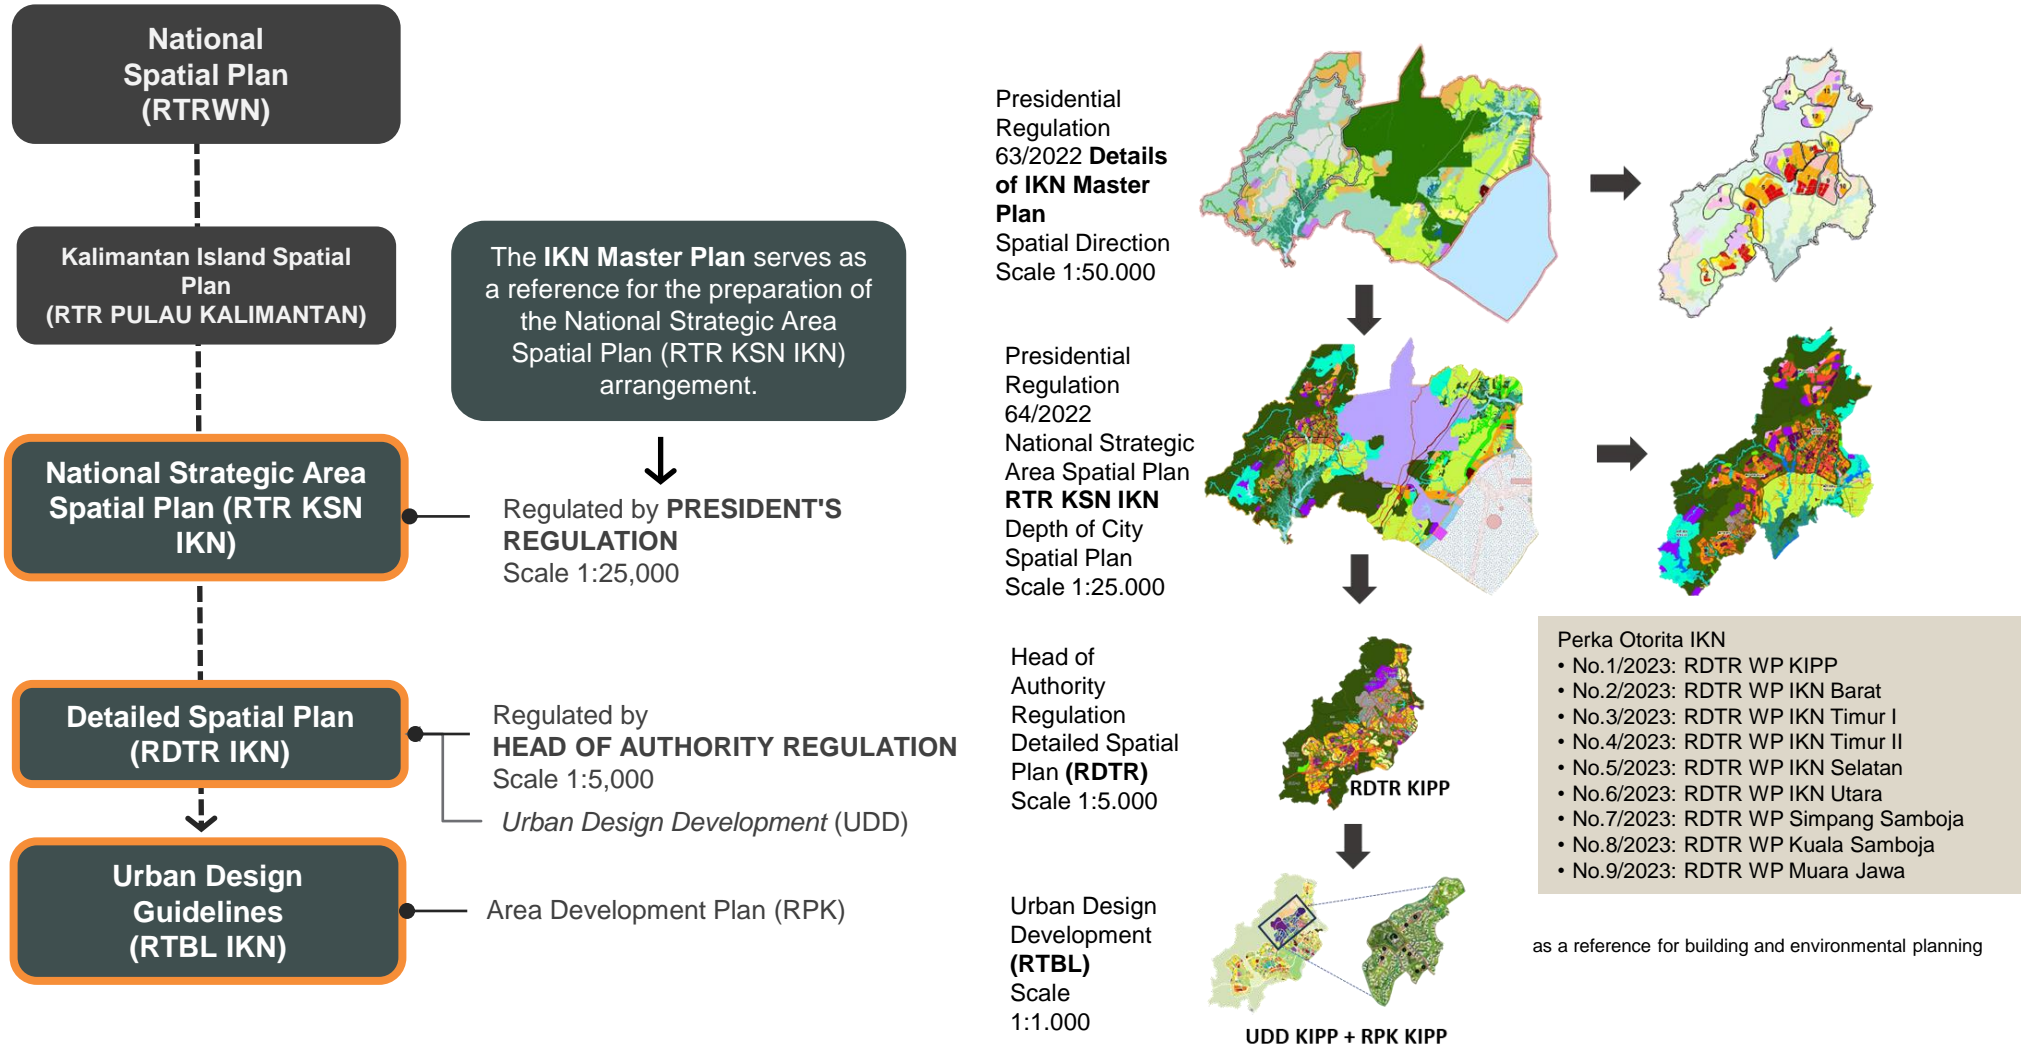 National
Spatial Plan
(RTRWN)
Kalimantan Island Spatial
Plan
(RTR PULAU KALIMANTAN)
The IKN Master Plan serves as
a reference for the preparation of
the National Strategic Area
Spatial Plan (RTR KSN IKN)
arrangement.
National Strategic Area
Spatial Plan (RTR KSN
IKN)
Regulated by PRESIDENT'S
REGULATION
Scale 1:25,000
Detailed Spatial Plan
(RDTR IKN)
Regulated by
HEAD OF AUTHORITY REGULATION
Scale 1:5,000
Urban Design Development (UDD)
Urban Design
Guidelines
(RTBL IKN)
Area Development Plan (RPK)
Presidential
Regulation
63/2022 Details
of IKN Master
Plan
Spatial Direction
Scale 1:50.000
Presidential
Regulation
64/2022
National Strategic
Area Spatial Plan
RTR KSN IKN
Depth of City
Spatial Plan
Scale 1:25.000
Head of
Authority
Regulation
Detailed Spatial
Plan (RDTR)
Scale 1:5.000
RDTR KIPP
Perka Otorita IKN
• No.1/2023: RDTR WP KIPP
• No.2/2023: RDTR WP IKN Barat
• No.3/2023: RDTR WP IKN Timur I
• No.4/2023: RDTR WP IKN Timur II
• No.5/2023: RDTR WP IKN Selatan
• No.6/2023: RDTR WP IKN Utara
• No.7/2023: RDTR WP Simpang Samboja
• No.8/2023: RDTR WP Kuala Samboja
• No.9/2023: RDTR WP Muara Jawa
Urban Design
Development
(RTBL)
Scale
1:1.000
UDD KIPP + RPK KIPP
as a reference for building and environmental planning